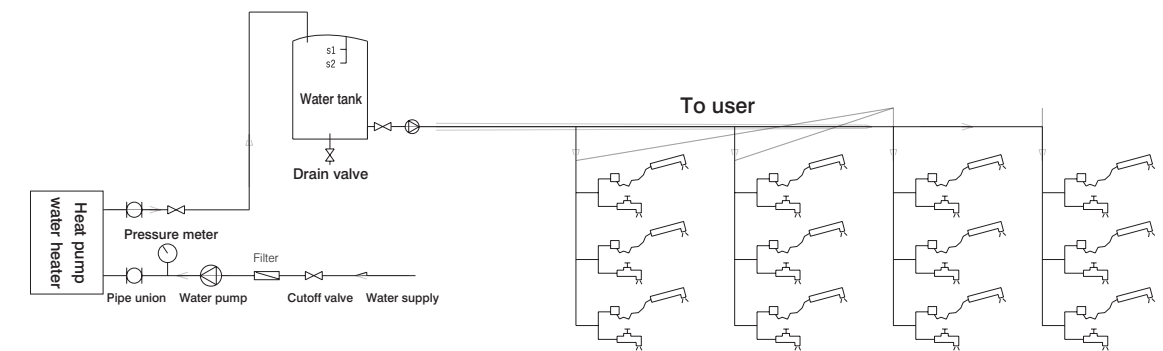 s1
s2
Water tank
To user
Drain valve
Heat pump
water heater
Pressure meter
Filter
Pipe union
Water pump
Cutoff valve
Water supply